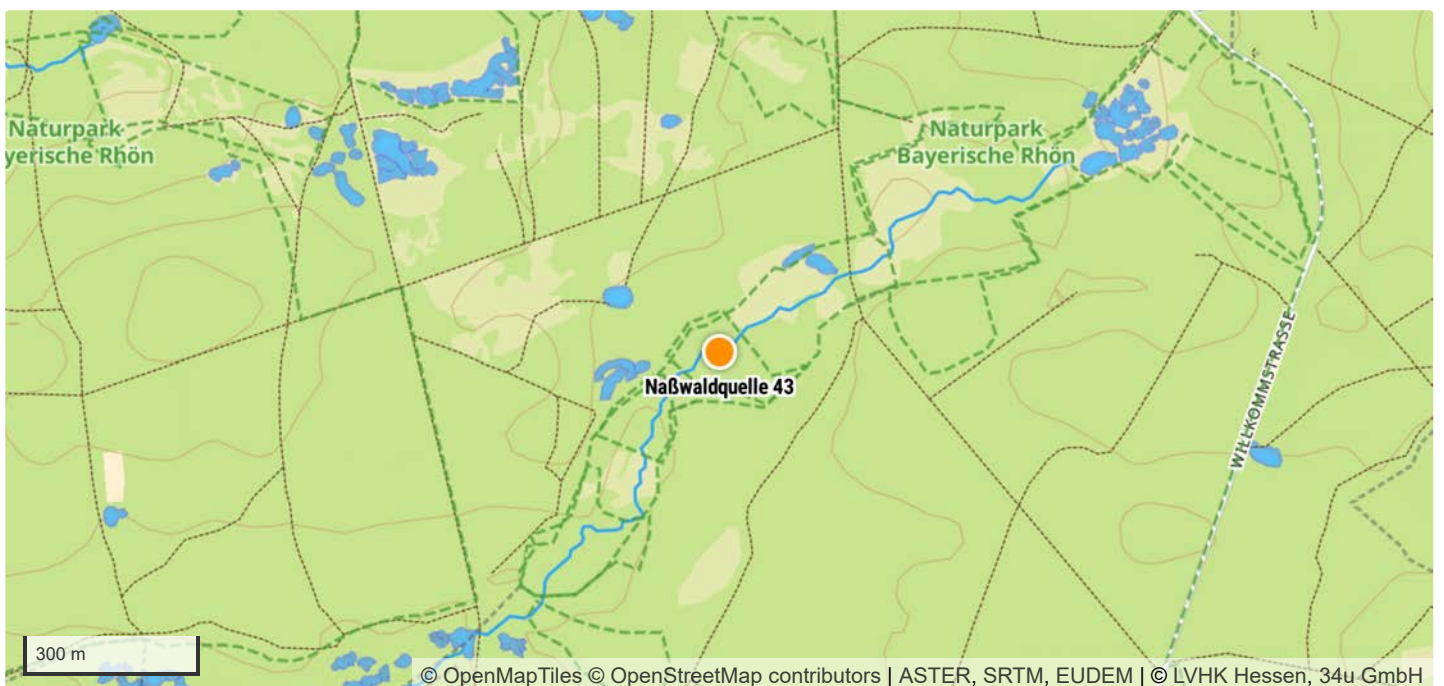 Naturpark
yerische Rhön
Naturpark
Bayerische Rhön
Naßwaldquelle 43
WILLKOMMSTRASSE
300 m
© OpenMapTiles © OpenStreetMap contributors | ASTER, SRTM, EUDEM | © LVHK Hessen, 34u GmbH